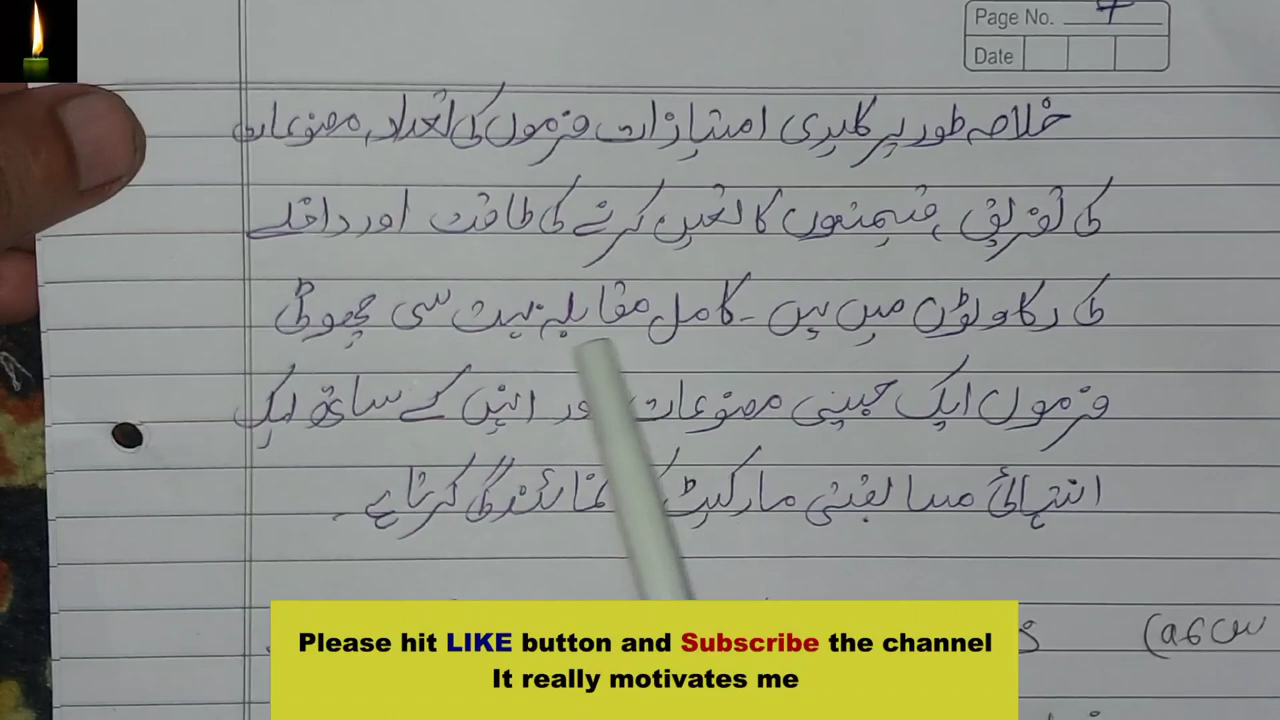 Page No. 7
Date
خلاصہ طور پر کلیدی امتیازات فرموں کی تعداد، مصنوعات
کی تفریق، قیمتوں کا تعین کرنے کی طاقت اور داخلے
کی رکاوٹوں میں ہیں ۔ کامل مقابلہ بہت سی چھوٹی
فرموں ایک جیسی مصنوعات اور انہیں کے ساتھ ایک
انتہائی مسابقتی مارکیٹ کی نمائندگی کرتا ہے۔
Please hit LIKE button and Subscribe the channel
It really motivates me